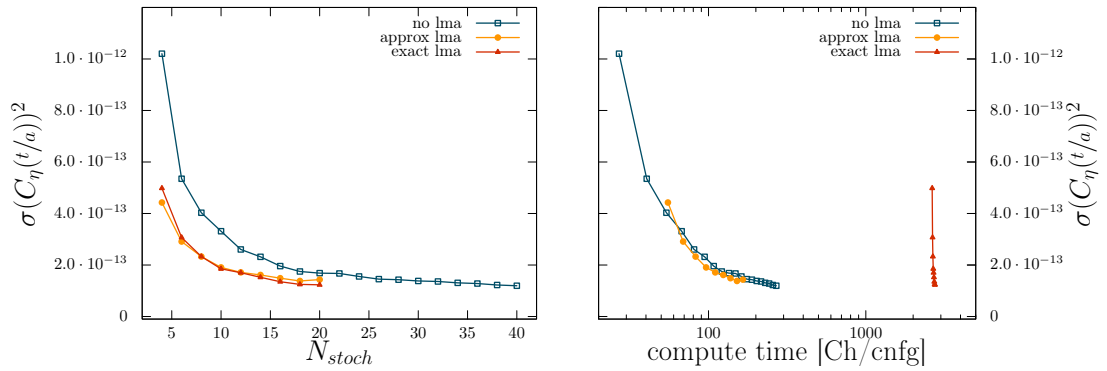 no lma
approx lma
exact lma
σ(C_η(t/a))²
0
2.0·10⁻¹³
4.0·10⁻¹³
6.0·10⁻¹³
8.0·10⁻¹³
1.0·10⁻¹²
5 10 15 20 25 30 35 40
N_stoch
no lma
approx lma
exact lma
1.0·10⁻¹²
8.0·10⁻¹³
6.0·10⁻¹³
4.0·10⁻¹³
2.0·10⁻¹³
0
σ(C_η(t/a))²
100 1000
compute time [Ch/cnfg]